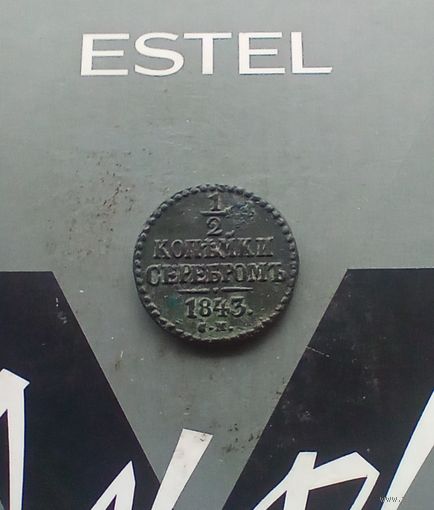 ESTEL
1/2
КОПѢЙКИ
СЕРЕБРОМЪ
1843.
С.М.